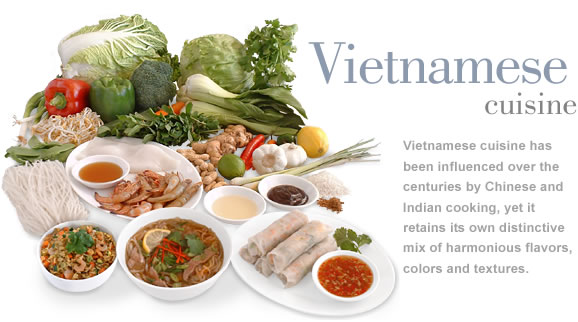 Vietnamese
cuisine
Vietnamese cuisine has
been influenced over the
centuries by Chinese and
Indian cooking, yet it
retains its own distinctive
mix of harmonious flavors,
colors and textures.